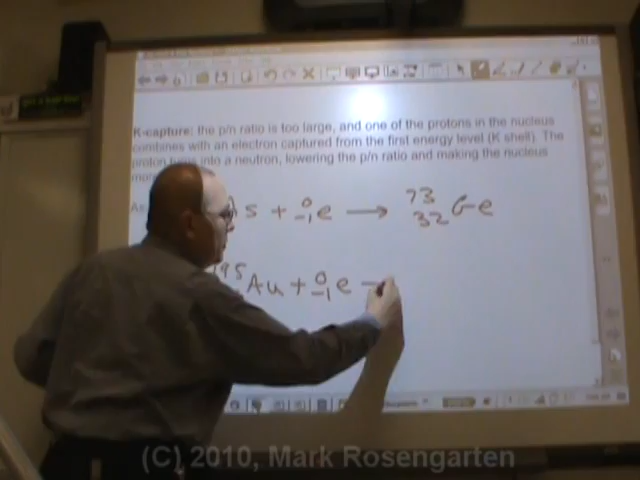 K-capture: the p/n ratio is too large, and one of the protons in the nucleus
combines with an electron captured from the first energy level (K shell). The
proton turns into a neutron, lowering the p/n ratio and making the nucleus
s + 0 -1 e → 73 32 Ge
195 Au + 0 -1 e
(C) 2010, Mark Rosengarten